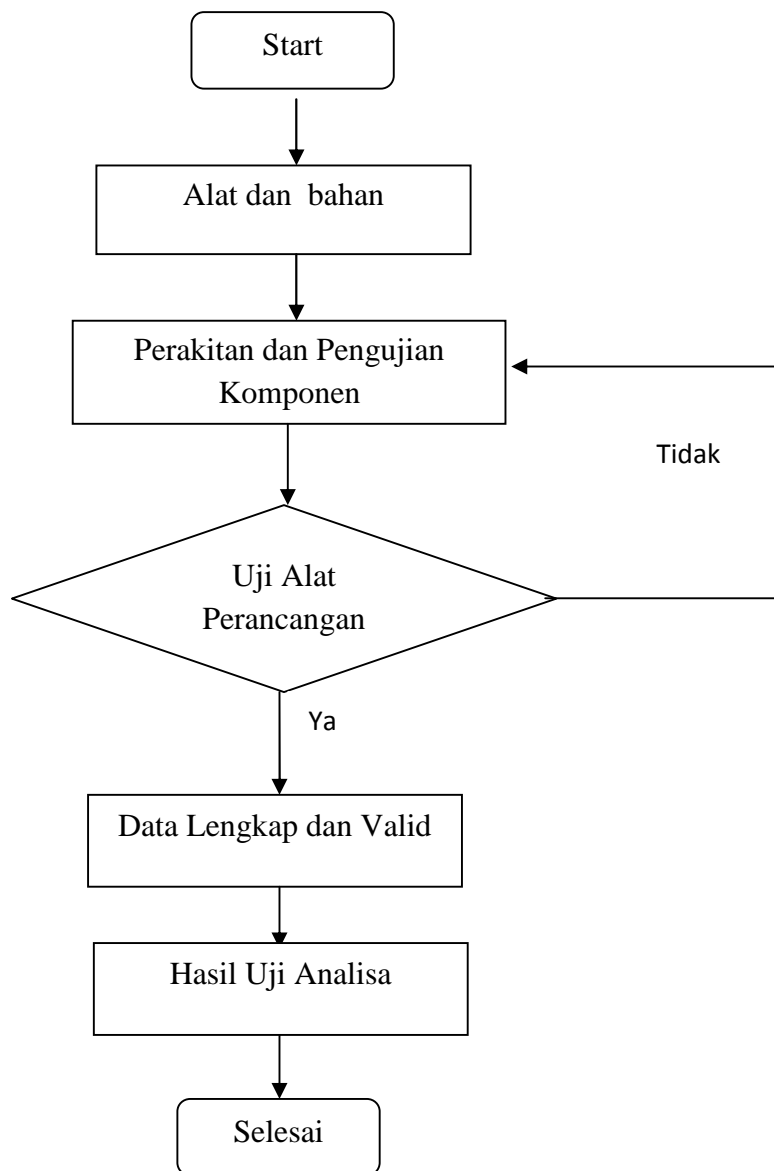 Start
Alat dan bahan
Perakitan dan Pengujian
Komponen
Tidak
Uji Alat
Perancangan
Ya
Data Lengkap dan Valid
Hasil Uji Analisa
Selesai